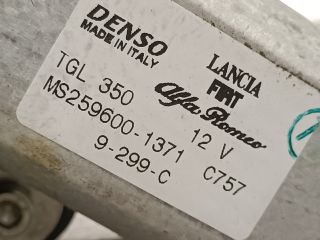 DENSO
MADE IN ITALY
LANCIA
FIAT
Alfa Romeo
TGL 350
12 V
MS259600-1371
C757
9-299-C